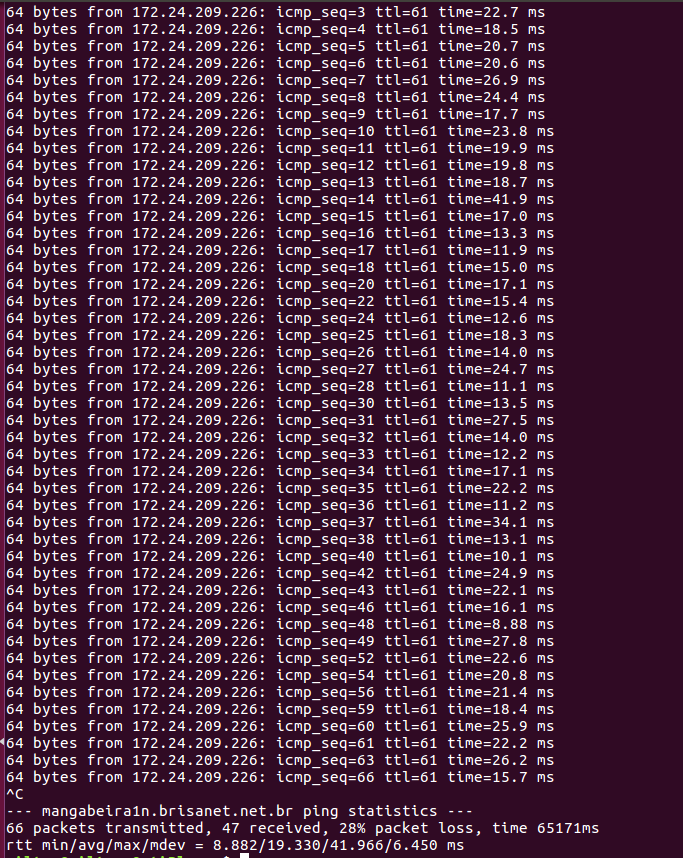 64 bytes from 172.24.209.226: icmp_seq=3 ttl=61 time=22.7 ms
64 bytes from 172.24.209.226: icmp_seq=4 ttl=61 time=18.5 ms
64 bytes from 172.24.209.226: icmp_seq=5 ttl=61 time=20.7 ms
64 bytes from 172.24.209.226: icmp_seq=6 ttl=61 time=20.6 ms
64 bytes from 172.24.209.226: icmp_seq=7 ttl=61 time=26.9 ms
64 bytes from 172.24.209.226: icmp_seq=8 ttl=61 time=24.4 ms
64 bytes from 172.24.209.226: icmp_seq=9 ttl=61 time=17.7 ms
64 bytes from 172.24.209.226: icmp_seq=10 ttl=61 time=23.8 ms
64 bytes from 172.24.209.226: icmp_seq=11 ttl=61 time=19.9 ms
64 bytes from 172.24.209.226: icmp_seq=12 ttl=61 time=19.8 ms
64 bytes from 172.24.209.226: icmp_seq=13 ttl=61 time=18.7 ms
64 bytes from 172.24.209.226: icmp_seq=14 ttl=61 time=41.9 ms
64 bytes from 172.24.209.226: icmp_seq=15 ttl=61 time=17.0 ms
64 bytes from 172.24.209.226: icmp_seq=16 ttl=61 time=13.3 ms
64 bytes from 172.24.209.226: icmp_seq=17 ttl=61 time=11.9 ms
64 bytes from 172.24.209.226: icmp_seq=18 ttl=61 time=15.0 ms
64 bytes from 172.24.209.226: icmp_seq=20 ttl=61 time=17.1 ms
64 bytes from 172.24.209.226: icmp_seq=22 ttl=61 time=15.4 ms
64 bytes from 172.24.209.226: icmp_seq=24 ttl=61 time=12.6 ms
64 bytes from 172.24.209.226: icmp_seq=25 ttl=61 time=18.3 ms
64 bytes from 172.24.209.226: icmp_seq=26 ttl=61 time=14.0 ms
64 bytes from 172.24.209.226: icmp_seq=27 ttl=61 time=24.7 ms
64 bytes from 172.24.209.226: icmp_seq=28 ttl=61 time=11.1 ms
64 bytes from 172.24.209.226: icmp_seq=30 ttl=61 time=13.5 ms
64 bytes from 172.24.209.226: icmp_seq=31 ttl=61 time=27.5 ms
64 bytes from 172.24.209.226: icmp_seq=32 ttl=61 time=14.0 ms
64 bytes from 172.24.209.226: icmp_seq=33 ttl=61 time=12.2 ms
64 bytes from 172.24.209.226: icmp_seq=34 ttl=61 time=17.1 ms
64 bytes from 172.24.209.226: icmp_seq=35 ttl=61 time=22.2 ms
64 bytes from 172.24.209.226: icmp_seq=36 ttl=61 time=11.2 ms
64 bytes from 172.24.209.226: icmp_seq=37 ttl=61 time=34.1 ms
64 bytes from 172.24.209.226: icmp_seq=38 ttl=61 time=13.1 ms
64 bytes from 172.24.209.226: icmp_seq=40 ttl=61 time=10.1 ms
64 bytes from 172.24.209.226: icmp_seq=42 ttl=61 time=24.9 ms
64 bytes from 172.24.209.226: icmp_seq=43 ttl=61 time=22.1 ms
64 bytes from 172.24.209.226: icmp_seq=46 ttl=61 time=16.1 ms
64 bytes from 172.24.209.226: icmp_seq=48 ttl=61 time=8.88 ms
64 bytes from 172.24.209.226: icmp_seq=49 ttl=61 time=27.8 ms
64 bytes from 172.24.209.226: icmp_seq=52 ttl=61 time=22.6 ms
64 bytes from 172.24.209.226: icmp_seq=54 ttl=61 time=20.8 ms
64 bytes from 172.24.209.226: icmp_seq=56 ttl=61 time=21.4 ms
64 bytes from 172.24.209.226: icmp_seq=59 ttl=61 time=18.4 ms
64 bytes from 172.24.209.226: icmp_seq=60 ttl=61 time=25.9 ms
64 bytes from 172.24.209.226: icmp_seq=61 ttl=61 time=22.2 ms
64 bytes from 172.24.209.226: icmp_seq=63 ttl=61 time=26.2 ms
64 bytes from 172.24.209.226: icmp_seq=66 ttl=61 time=15.7 ms
^C
--- mangabeira1n.brisanet.net.br ping statistics ---
66 packets transmitted, 47 received, 28% packet loss, time 65171ms
rtt min/avg/max/mdev = 8.882/19.330/41.966/6.450 ms